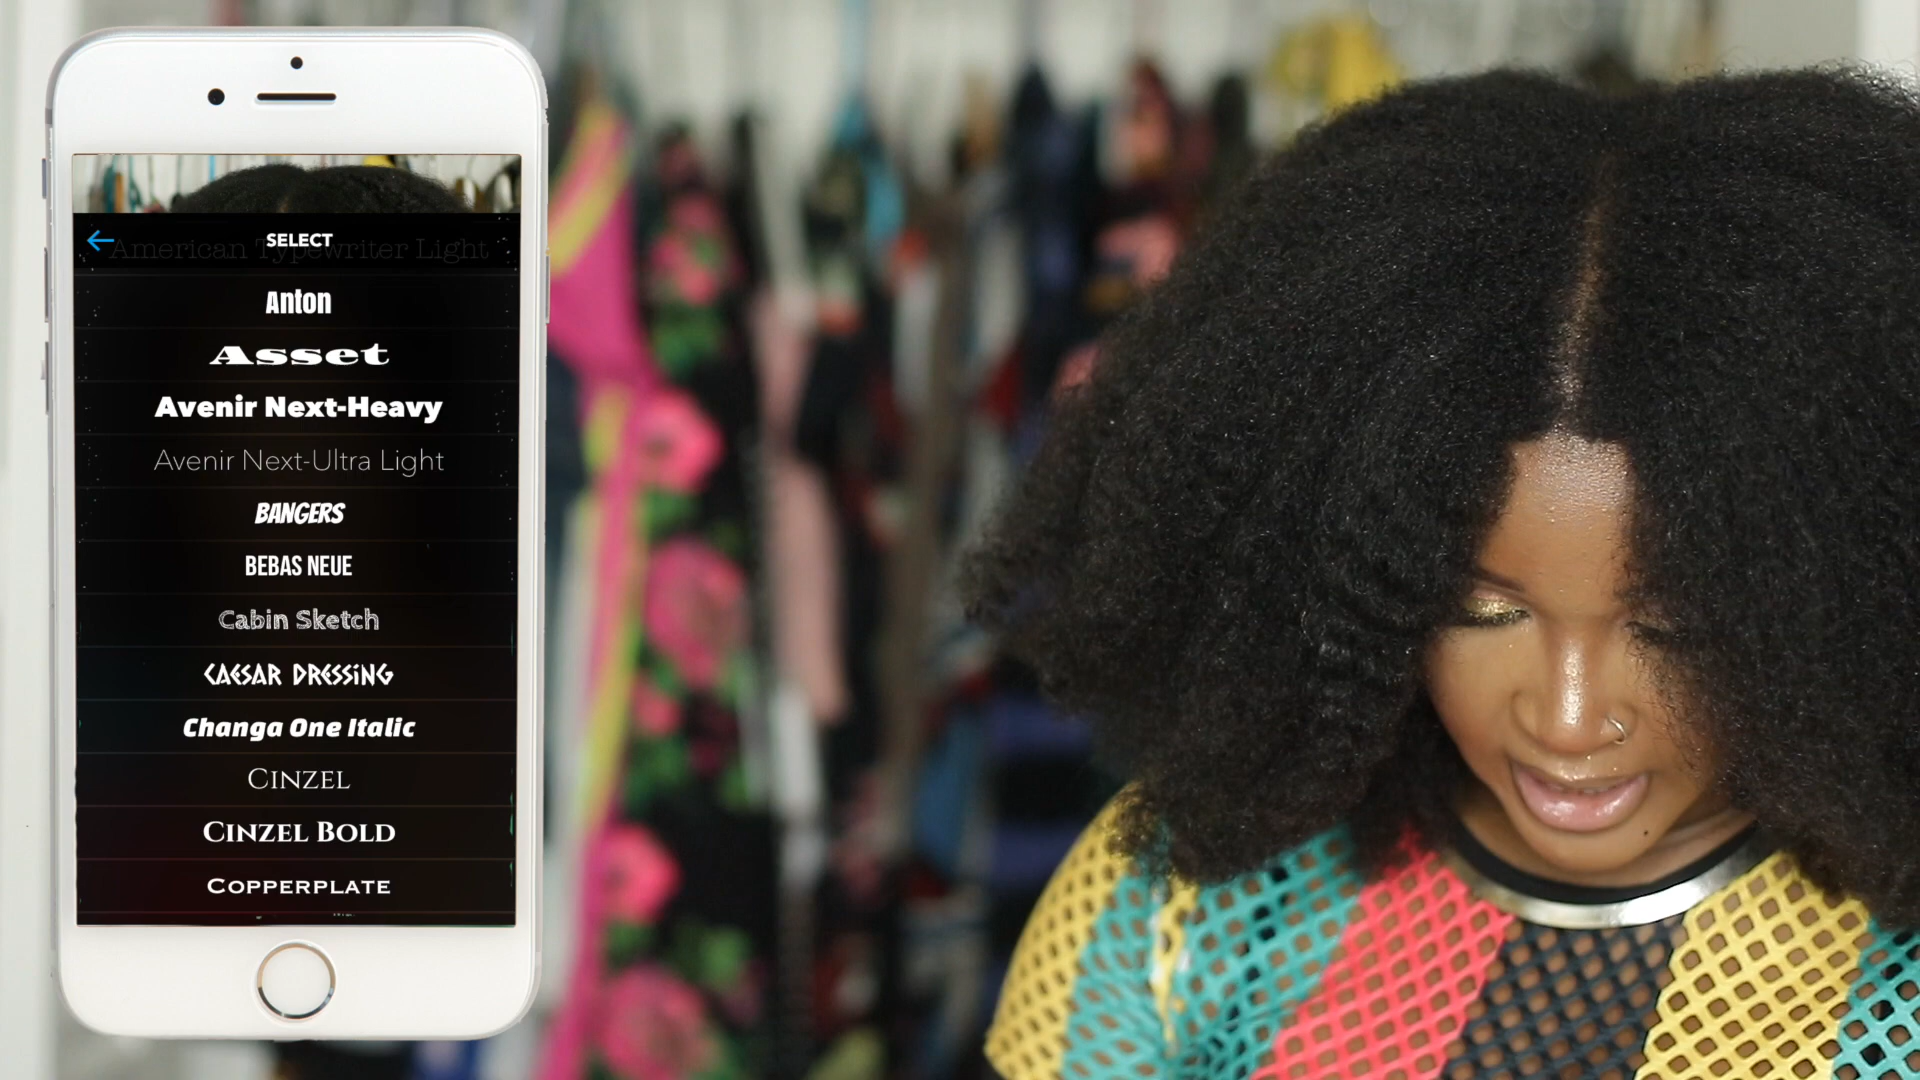 SELECT
American Typewriter Light
Anton
Asset
Avenir Next-Heavy
Avenir Next-Ultra Light
BANGERS
BEBAS NEUE
Cabin Sketch
CAESAR DRESSING
Changa One Italic
CINZEL
CINZEL BOLD
COPPERPLATE